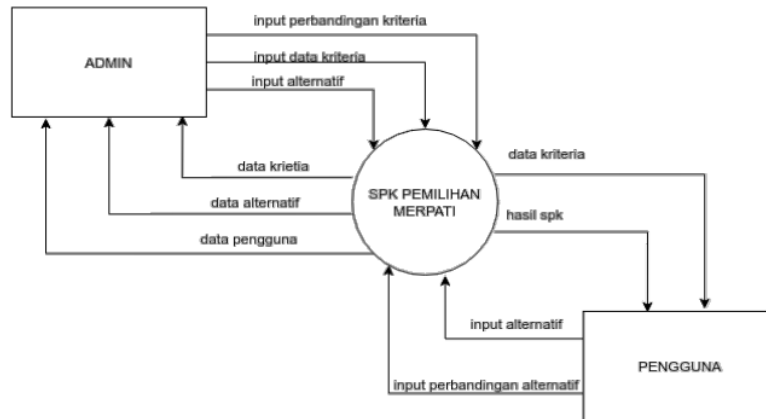 input perbandingan kriteria
ADMIN
input data kriteria
input alternatif
data krietia
data kriteria
SPK PEMILIHAN
MERPATI
data alternatif
hasil spk
data pengguna
input alternatif
PENGGUNA
input perbandingan alternatif